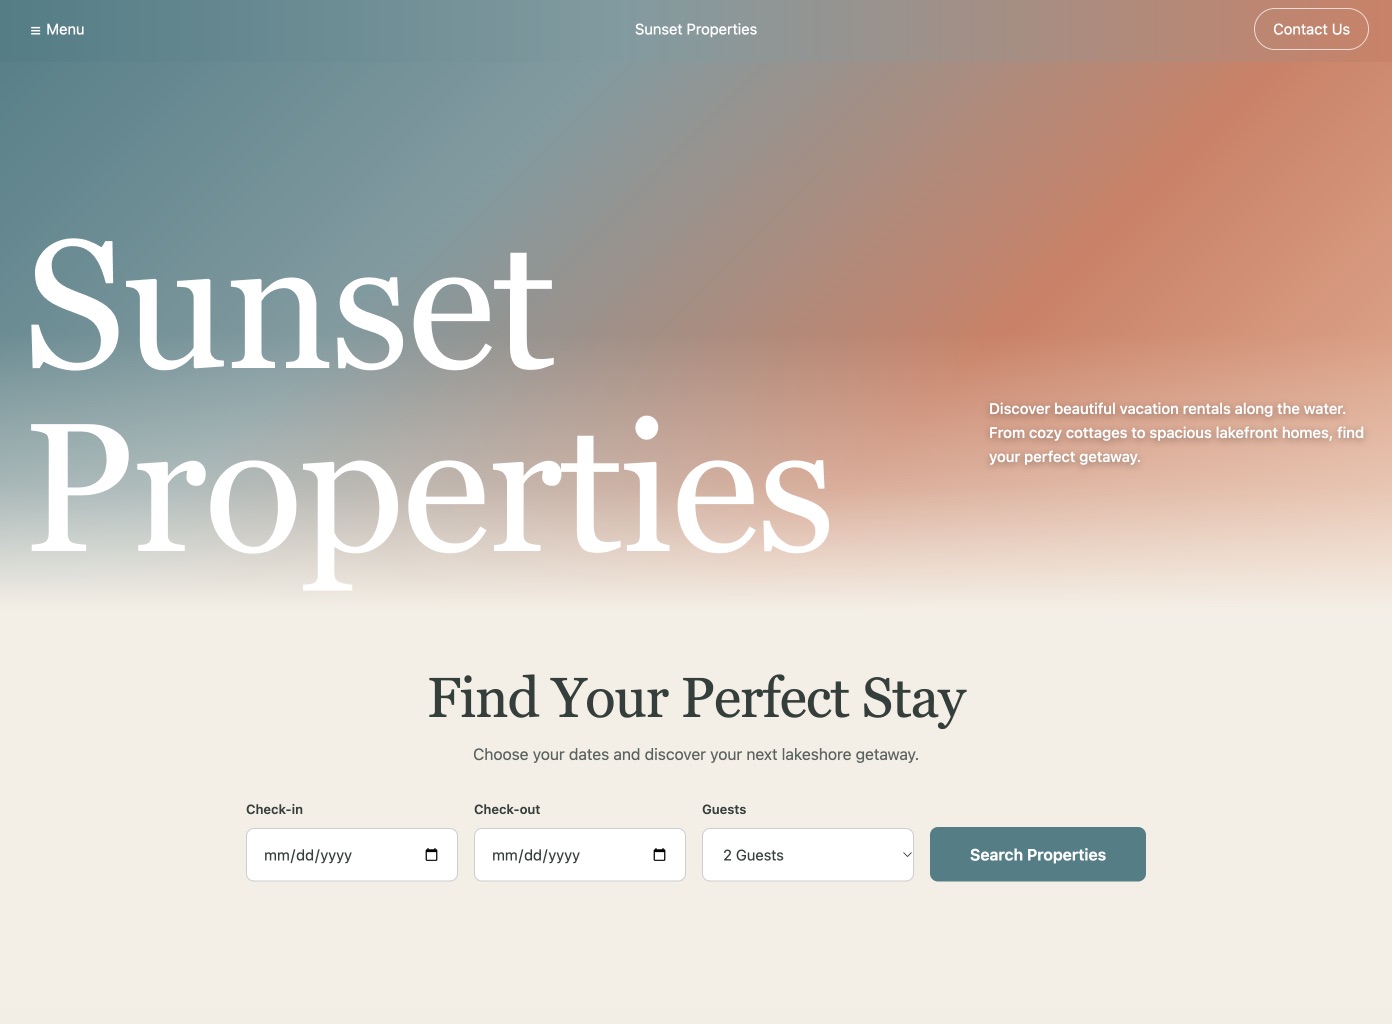 Menu
Sunset Properties
Contact Us
Sunset
Properties
Discover beautiful vacation rentals along the water.
From cozy cottages to spacious lakefront homes, find
your perfect getaway.
Find Your Perfect Stay
Choose your dates and discover your next lakeshore getaway.
Check-in
Check-out
Guests
mm/dd/yyyy
mm/dd/yyyy
2 Guests
Search Properties